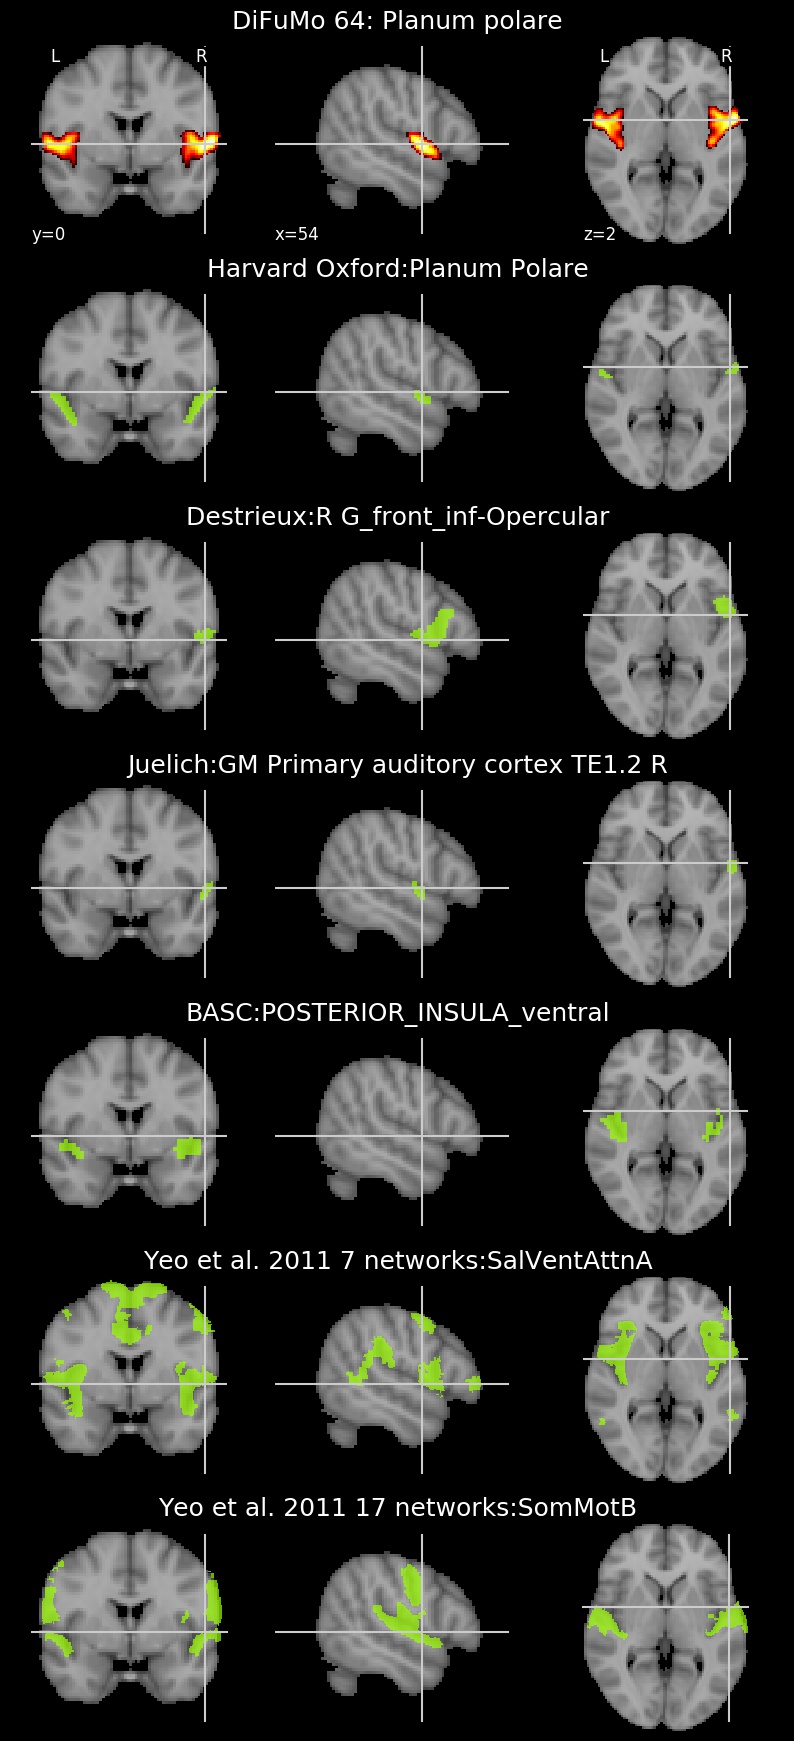 DiFuMo 64: Planum polare
L R L R
y=0 x=54 z=2
Harvard Oxford:Planum Polare
Destrieux:R G_front_inf-Opercular
Juelich:GM Primary auditory cortex TE1.2 R
BASC:POSTERIOR_INSULA_ventral
Yeo et al. 2011 7 networks:SalVentAttnA
Yeo et al. 2011 17 networks:SomMotB